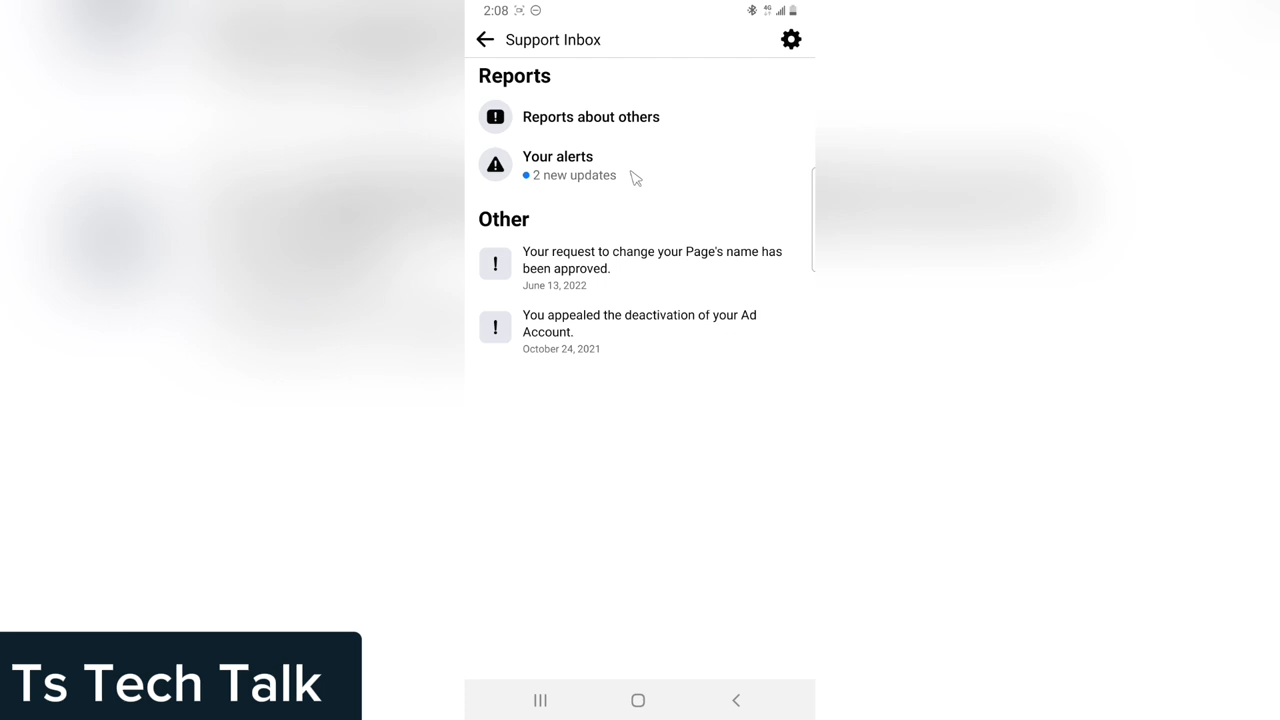 2:08
4G
Support Inbox
Reports
Reports about others
Your alerts
2 new updates
Other
Your request to change your Page's name has
been approved.
June 13, 2022
You appealed the deactivation of your Ad
Account.
October 24, 2021
Ts Tech Talk